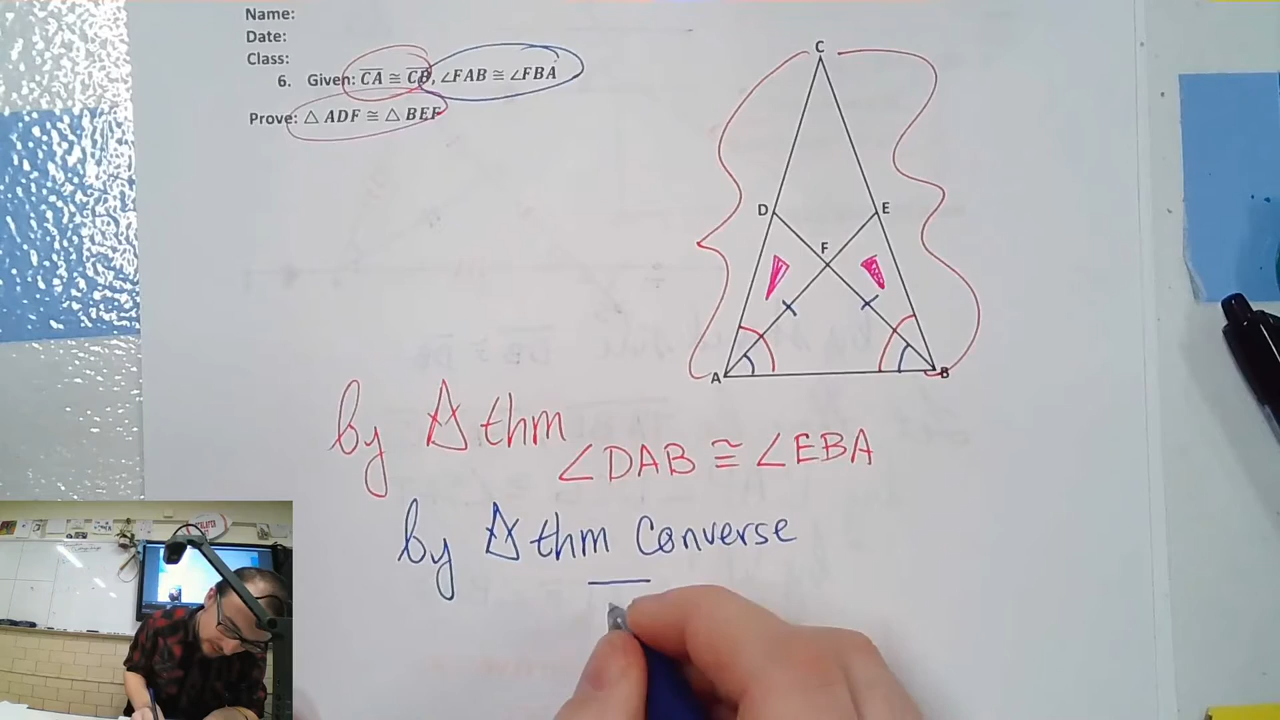 Name:
Date:
Class:
6. Given: CA ≅ CB, ∠FAB ≅ ∠FBA
Prove: △ ADF ≅ △ BEF
C
D
E
F
A
B
by △ thm
∠DAB ≅ ∠EBA
by △ thm Converse